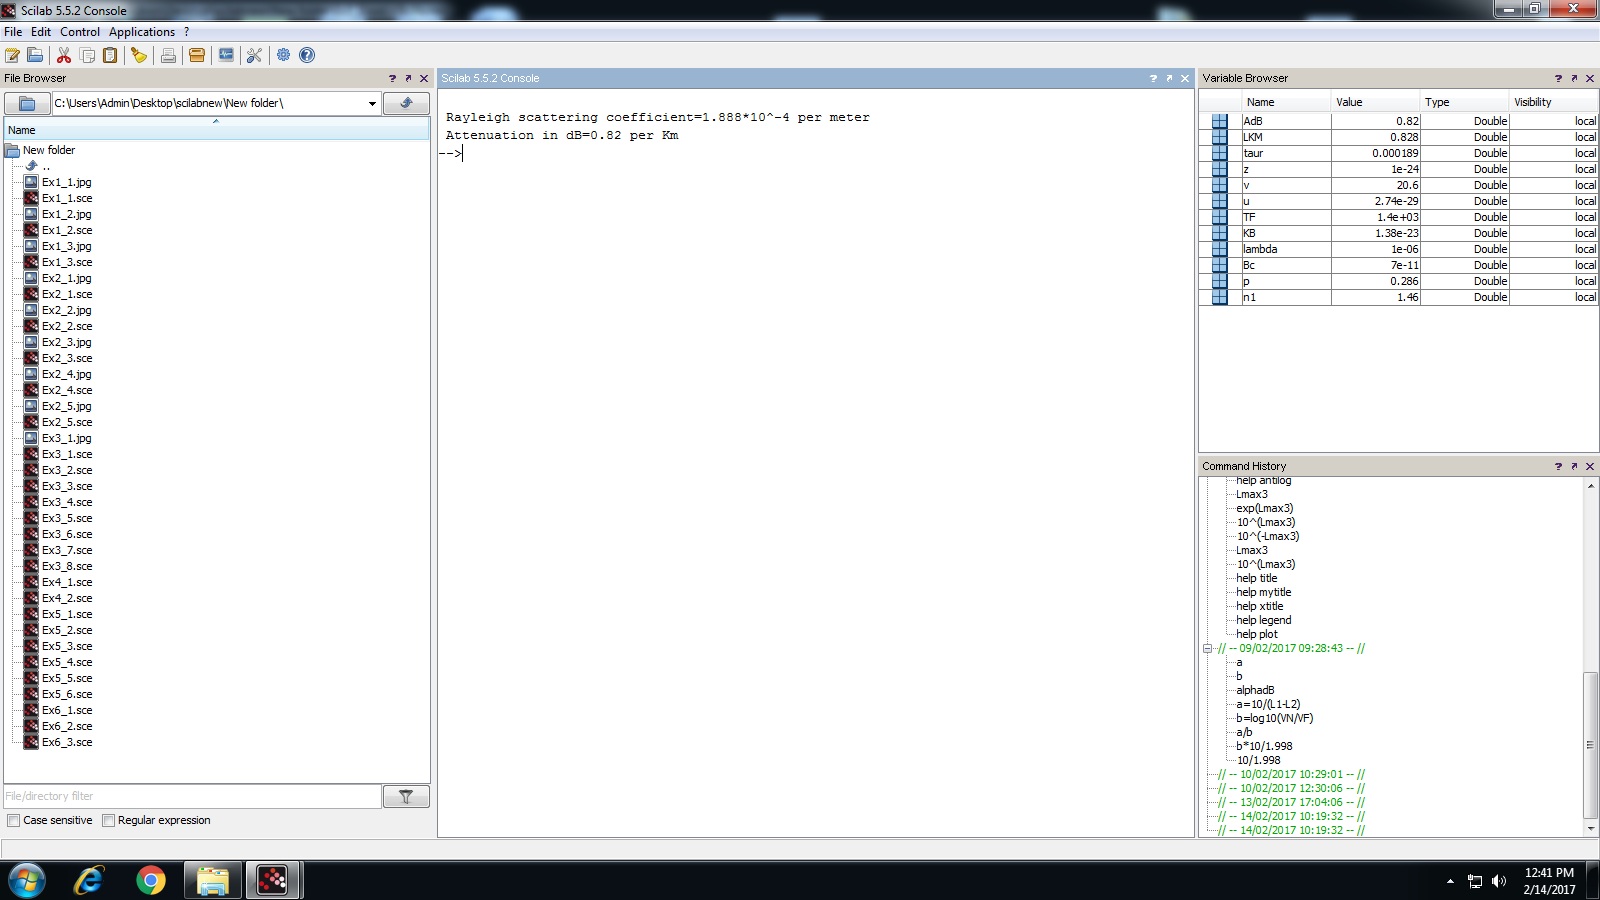 Scilab 5.5.2 Console
File Edit Control Applications ?
File Browser ?
C:\Users\Admin\Desktop\scilabnew\New folder\
Name
New folder
..
Ex1_1.jpg
Ex1_1.sce
Ex1_2.jpg
Ex1_2.sce
Ex1_3.jpg
Ex1_3.sce
Ex2_1.jpg
Ex2_1.sce
Ex2_2.jpg
Ex2_2.sce
Ex2_3.jpg
Ex2_3.sce
Ex2_4.jpg
Ex2_4.sce
Ex2_5.jpg
Ex2_5.sce
Ex3_1.jpg
Ex3_1.sce
Ex3_2.sce
Ex3_3.sce
Ex3_4.sce
Ex3_5.sce
Ex3_6.sce
Ex3_7.sce
Ex3_8.sce
Ex4_1.sce
Ex4_2.sce
Ex5_1.sce
Ex5_2.sce
Ex5_3.sce
Ex5_4.sce
Ex5_5.sce
Ex5_6.sce
Ex6_1.sce
Ex6_2.sce
Ex6_3.sce
File/directory filter
Case sensitive Regular expression
Scilab 5.5.2 Console ?
Rayleigh scattering coefficient=1.888*10^-4 per meter
Attenuation in dB=0.82 per Km
-->
Variable Browser ?
Name Value Type Visibility
AdB 0.82 Double local
LKM 0.828 Double local
taur 0.000189 Double local
z 1e-24 Double local
v 20.6 Double local
u 2.74e-29 Double local
TF 1.4e+03 Double local
KB 1.38e-23 Double local
lambda 1e-06 Double local
Bc 7e-11 Double local
p 0.286 Double local
n1 1.46 Double local
Command History ?
help antilog
Lmax3
exp(Lmax3)
10^(Lmax3)
10^(-Lmax3)
Lmax3
10^(Lmax3)
help title
help mytitle
help xtitle
help legend
help plot
// -- 09/02/2017 09:28:43 -- //
a
b
alphadB
a=10/(L1-L2)
b=log10(VN/VF)
a/b
b*10/1.998
10/1.998
// -- 10/02/2017 10:29:01 -- //
// -- 10/02/2017 12:30:06 -- //
// -- 13/02/2017 17:04:06 -- //
// -- 14/02/2017 10:19:32 -- //
// -- 14/02/2017 10:19:32 -- //
12:41 PM
2/14/2017